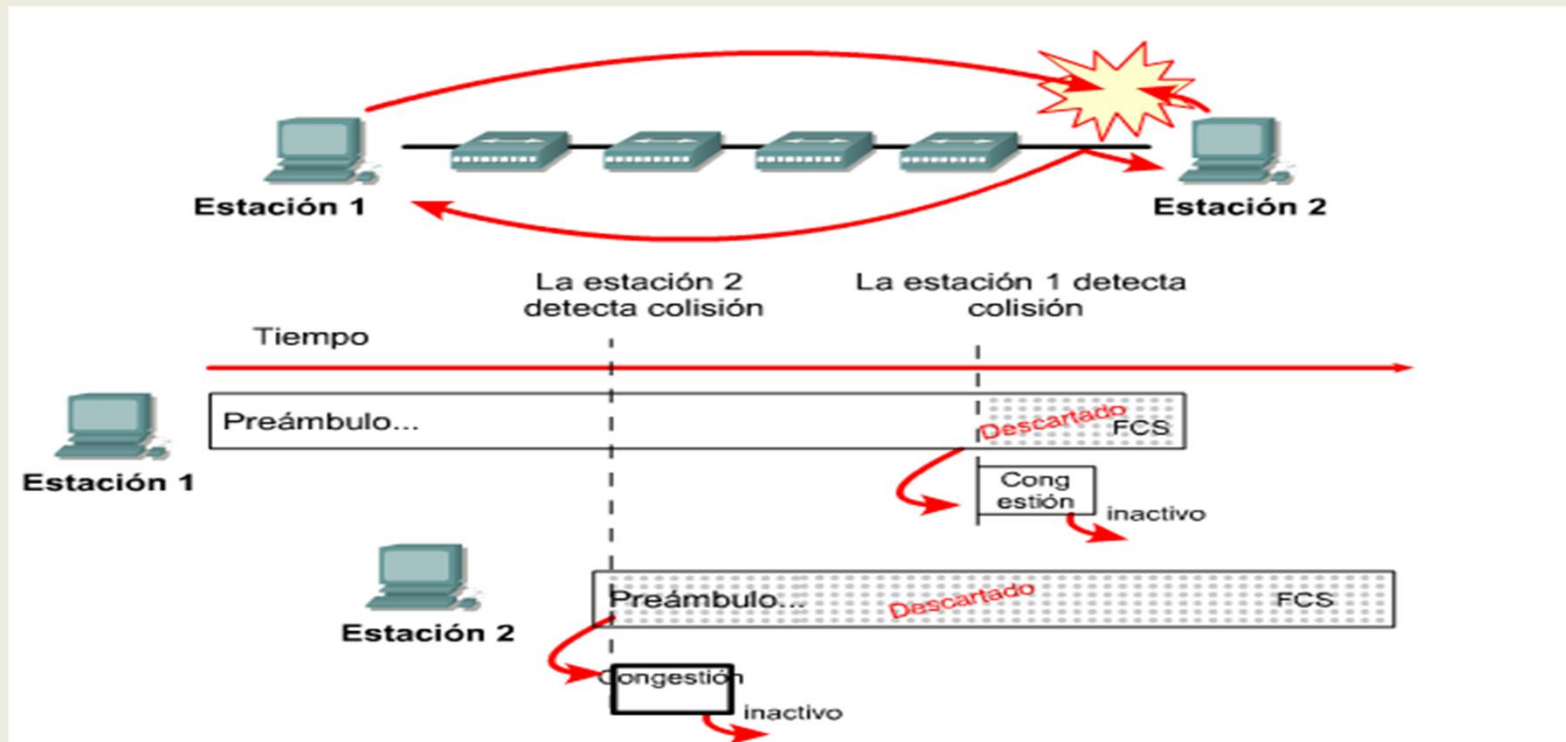 Estación 1
Estación 2
La estación 2
detecta colisión
La estación 1 detecta
colisión
Tiempo
Preámbulo...
Descartado
FCS
Estación 1
Cong
estión
inactivo
Preámbulo...
Descartado
FCS
Estación 2
Congestión
inactivo